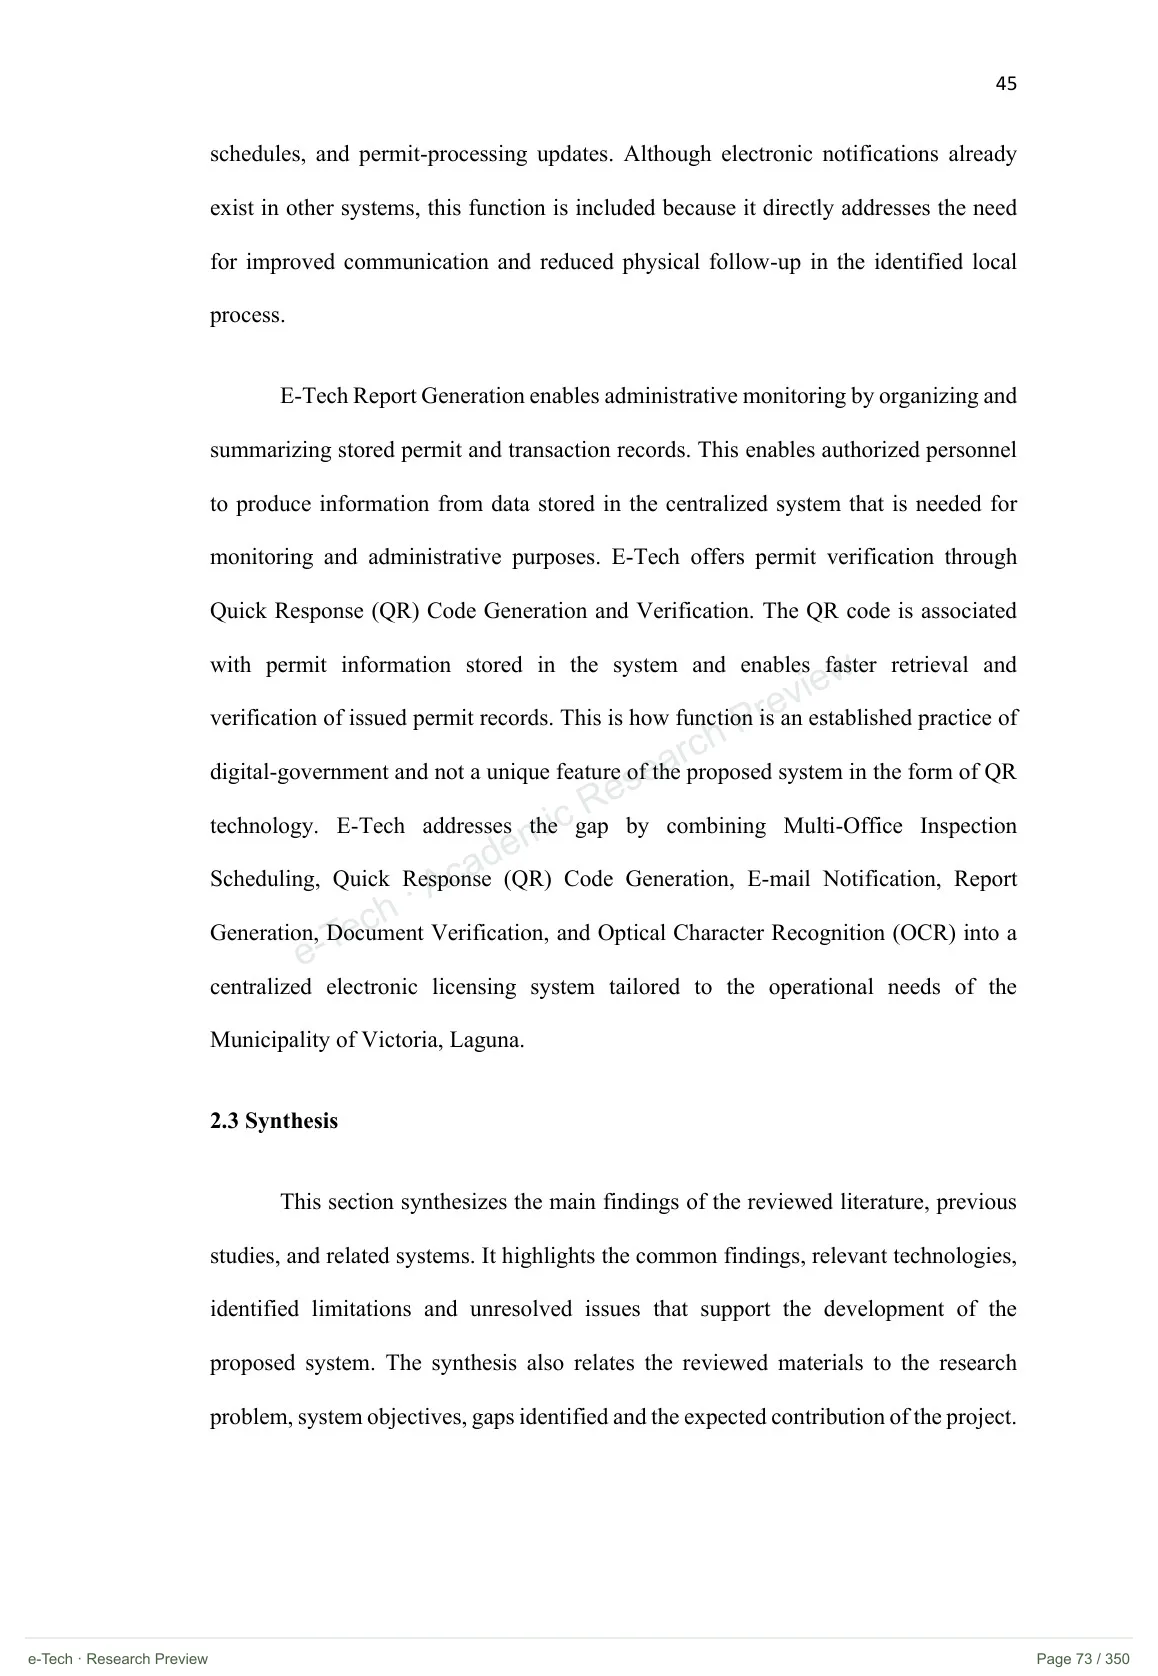 45
schedules, and permit-processing updates. Although electronic notifications already
exist in other systems, this function is included because it directly addresses the need
for improved communication and reduced physical follow-up in the identified local
process.
E-Tech Report Generation enables administrative monitoring by organizing and
summarizing stored permit and transaction records. This enables authorized personnel
to produce information from data stored in the centralized system that is needed for
monitoring and administrative purposes. E-Tech offers permit verification through
Quick Response (QR) Code Generation and Verification. The QR code is associated
with permit information stored in the system and enables faster retrieval and
verification of issued permit records. This is how function is an established practice of
digital-government and not a unique feature of the proposed system in the form of QR
technology. E-Tech addresses the gap by combining Multi-Office Inspection
Scheduling, Quick Response (QR) Code Generation, E-mail Notification, Report
Generation, Document Verification, and Optical Character Recognition (OCR) into a
centralized electronic licensing system tailored to the operational needs of the
Municipality of Victoria, Laguna.
2.3 Synthesis
This section synthesizes the main findings of the reviewed literature, previous
studies, and related systems. It highlights the common findings, relevant technologies,
identified limitations and unresolved issues that support the development of the
proposed system. The synthesis also relates the reviewed materials to the research
problem, system objectives, gaps identified and the expected contribution of the project.
e-Tech · Academic Research Preview
e-Tech · Research Preview
Page 73 / 350